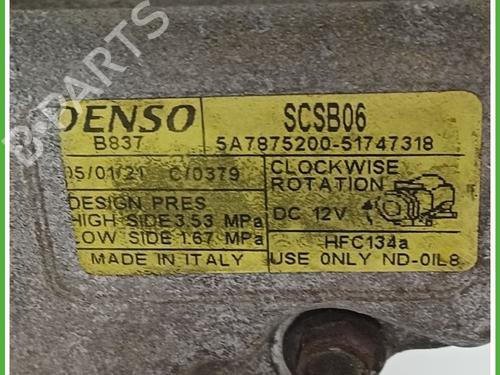 DENSO
SCSB06
B837
5A7875200-51747318
05/01/21 C/0379
CLOCKWISE
ROTATION
DESIGN PRES
HIGH SIDE 3.53 MPa
DC 12V
LOW SIDE 1.67 MPa
HFC134a
MADE IN ITALY
USE ONLY ND-OIL8
B-PARTS